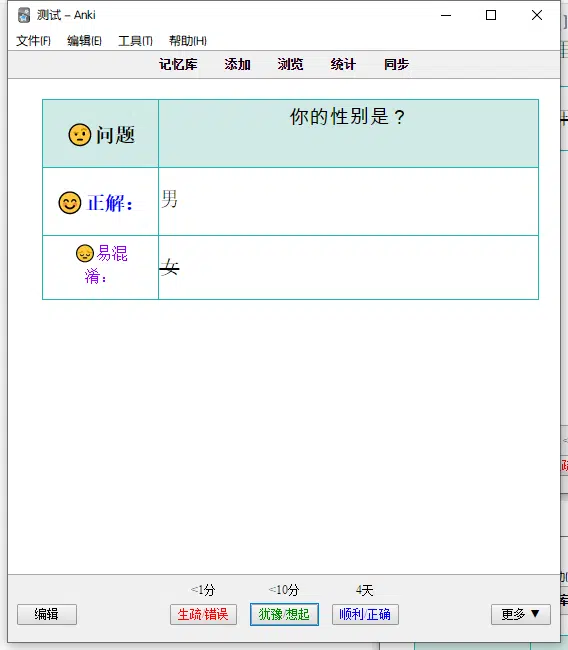 测试 – Anki
文件(F) 编辑(E) 工具(T) 帮助(H)
记忆库 添加 浏览 统计 同步
🤨 问题
你的性别是？
😊 正解：
男
😞易混
淆：
女
<1分 <10分 4天
编辑 生疏/错误 犹豫/想起 顺利/正确 更多 ▼